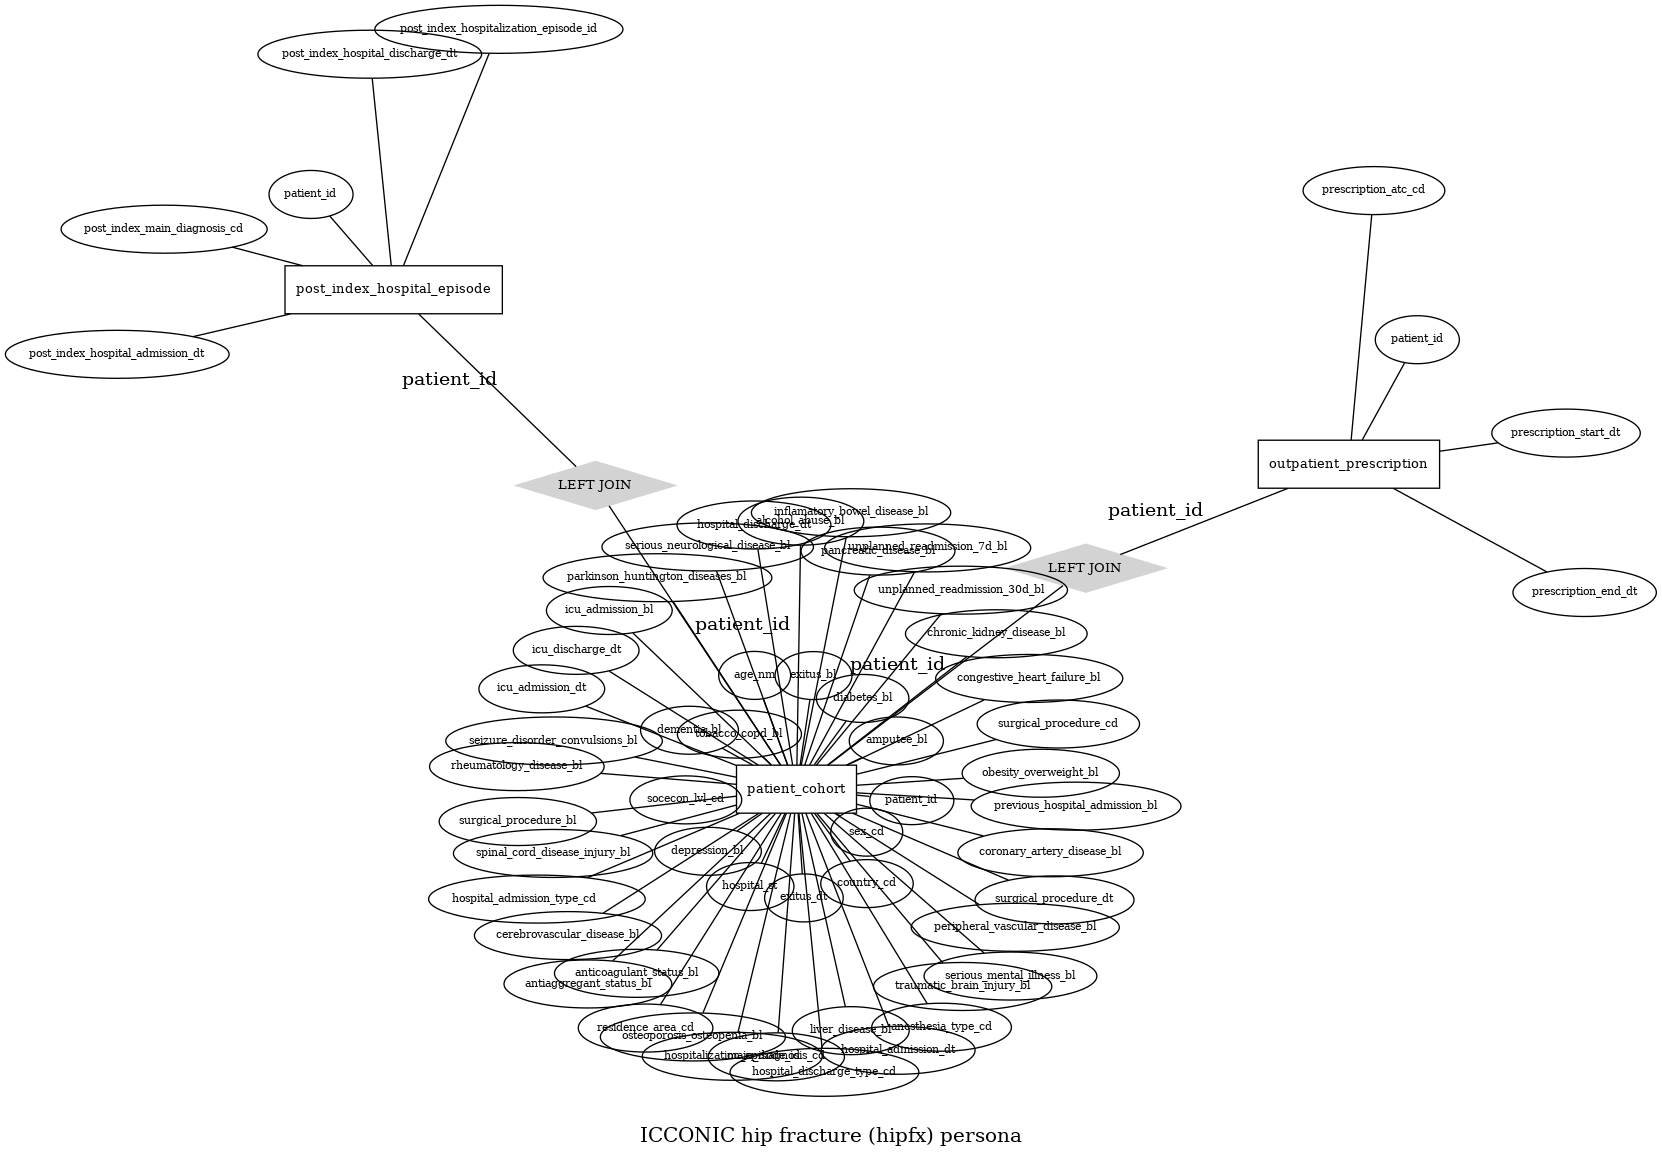 post_index_hospitalization_episode_id
post_index_hospital_discharge_dt
patient_id
prescription_atc_cd
post_index_main_diagnosis_cd
post_index_hospital_episode
patient_id
post_index_hospital_admission_dt
patient_id
prescription_start_dt
outpatient_prescription
LEFT JOIN
patient_id
inflamatory_bowel_disease_bl
alcohol_abuse_bl
hospital_discharge_dt
serious_neurological_disease_bl
unplanned_readmission_7d_bl
pancreatic_disease_bl
LEFT JOIN
parkinson_huntington_diseases_bl
unplanned_readmission_30d_bl
prescription_end_dt
icu_admission_bl
patient_id
chronic_kidney_disease_bl
icu_discharge_dt
patient_id
age_nm
exitus_bl
congestive_heart_failure_bl
icu_admission_dt
diabetes_bl
surgical_procedure_cd
dementia_bl
tobacco_copd_bl
seizure_disorder_convulsions_bl
amputee_bl
rheumatology_disease_bl
obesity_overweight_bl
patient_cohort
socecon_lvl_cd
patient_id
previous_hospital_admission_bl
surgical_procedure_bl
sex_cd
spinal_cord_disease_injury_bl
depression_bl
coronary_artery_disease_bl
hospital_st
country_cd
hospital_admission_type_cd
exitus_dt
surgical_procedure_dt
peripheral_vascular_disease_bl
cerebrovascular_disease_bl
anticoagulant_status_bl
serious_mental_illness_bl
antiaggregant_status_bl
traumatic_brain_injury_bl
residence_area_cd
osteoporosis_osteopenia_bl
liver_disease_bl
anesthesia_type_cd
hospitalization_episode_id
main_diagnosis_cd
hospital_admission_dt
hospital_discharge_type_cd
ICCONIC hip fracture (hipfx) persona